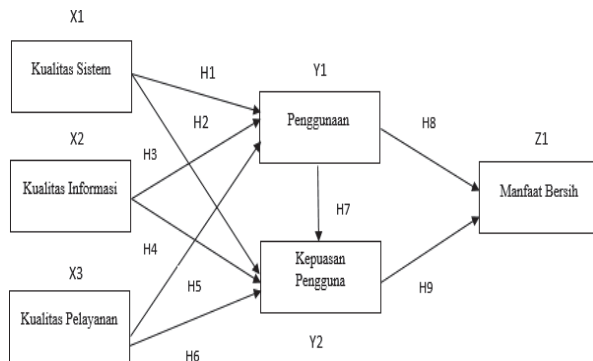 X1
Kualitas Sistem
H1
Y1
Penggunaan
H2
H8
X2
Kualitas Informasi
H3
Z1
Manfaat Bersih
H7
H4
X3
Kualitas Pelayanan
H5
Kepuasan
Pengguna
H9
H6
Y2